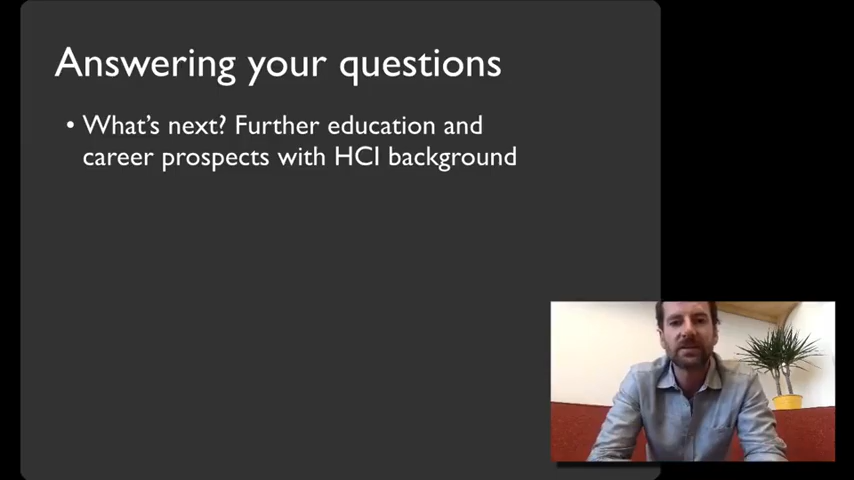 Answering your questions
• What's next? Further education and
career prospects with HCI background